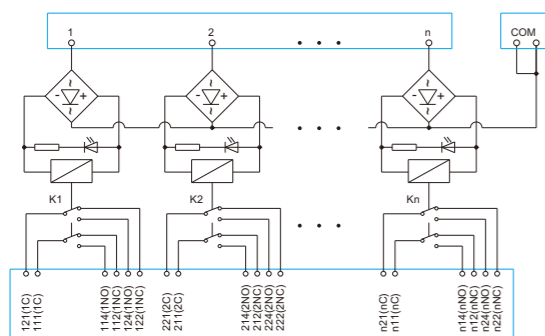 1 2 n COM
~ ~ ~
- + - + - +
~ ~ ~
K1 K2 Kn
121(1C)
111(1C)
114(1NO)
112(1NC)
124(1NO)
122(1NC)
221(2C)
211(2C)
214(2NO)
212(2NC)
224(2NO)
222(2NC)
n21(nC)
n11(nC)
n14(nNO)
n12(nNC)
n24(nNO)
n22(nNC)